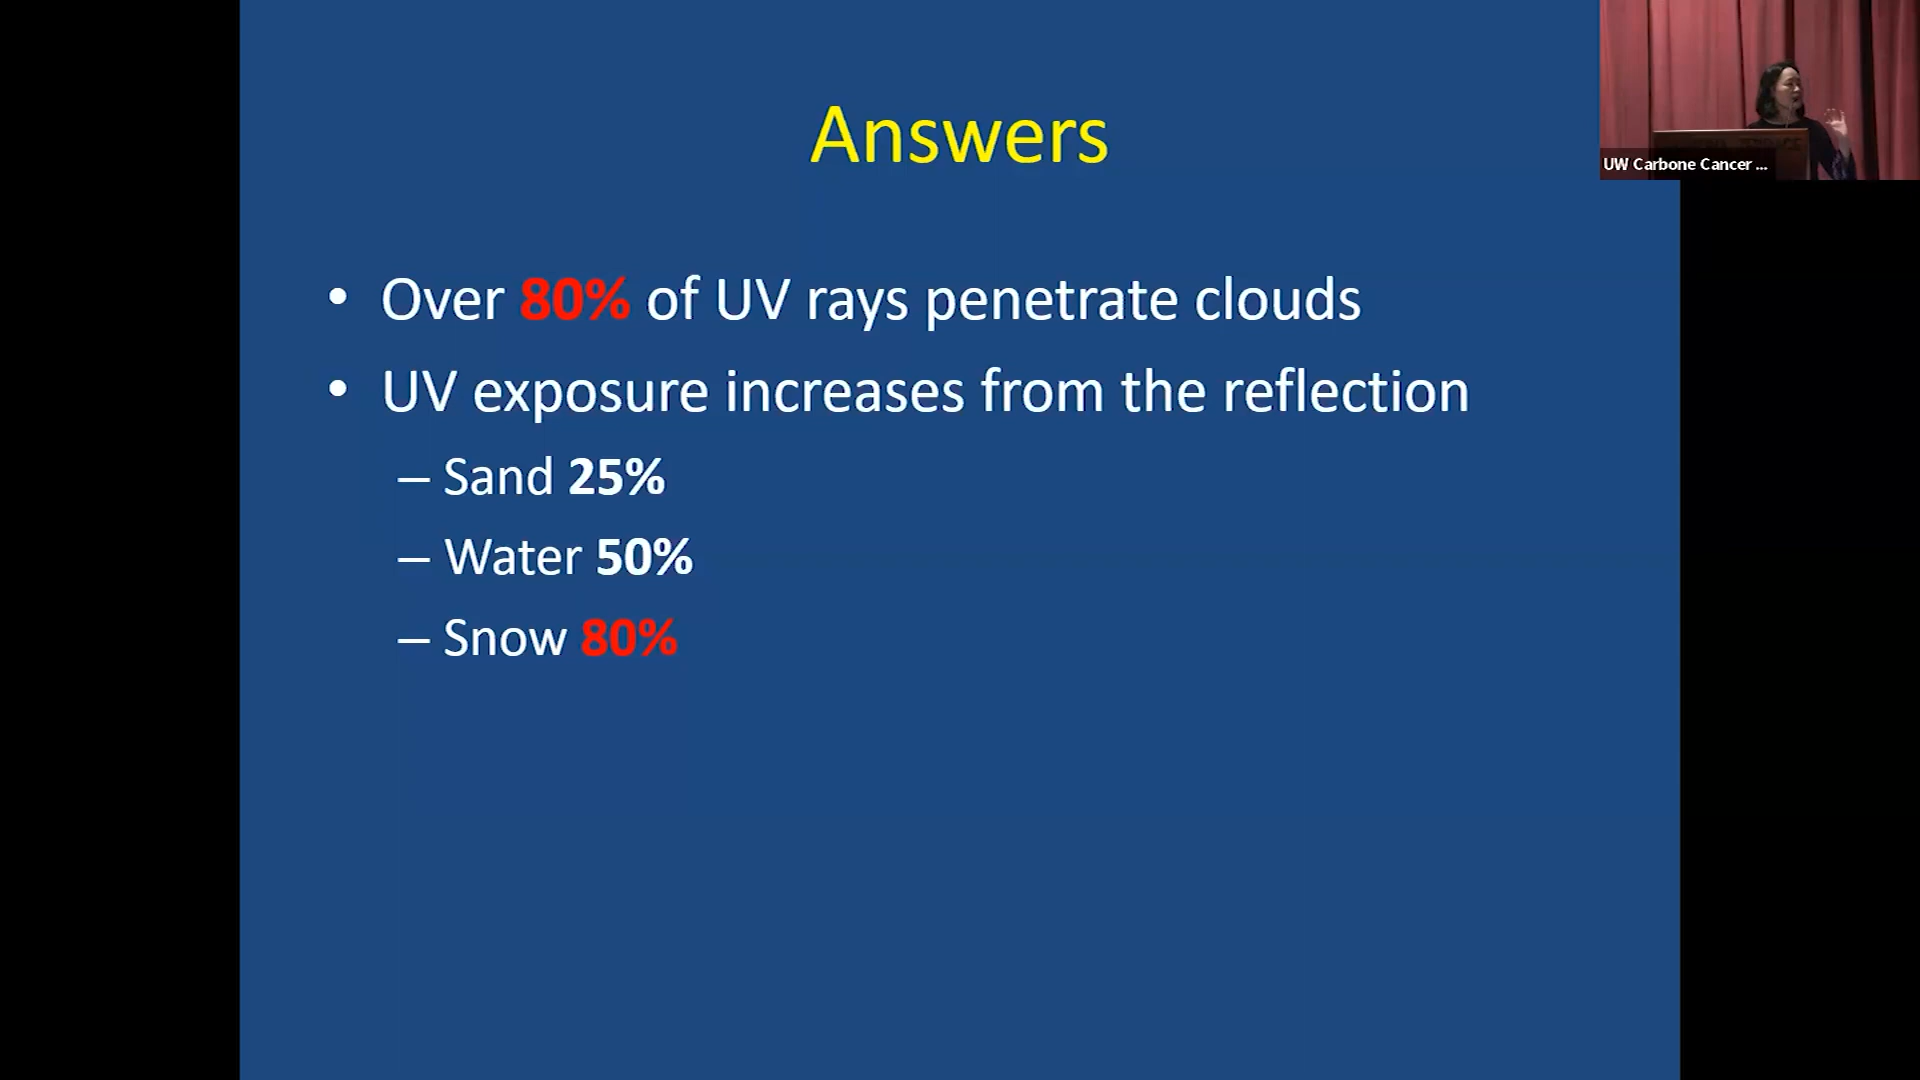 Answers
UW Carbone Cancer ...
• Over 80% of UV rays penetrate clouds
• UV exposure increases from the reflection
– Sand 25%
– Water 50%
– Snow 80%